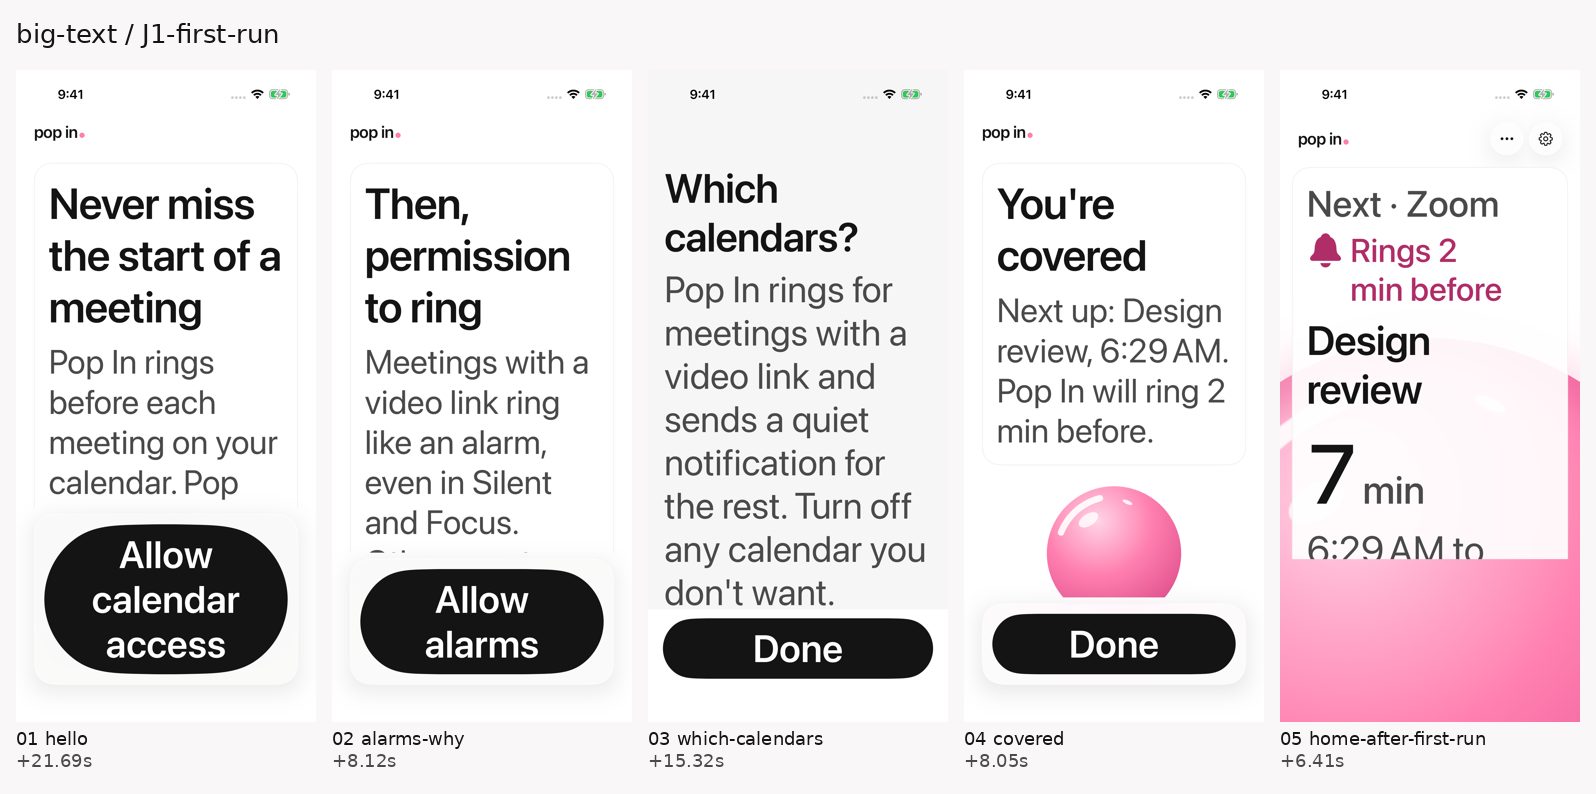 big-text / J1-first-run
9:41
pop in.
Never miss
the start of a
meeting
Pop In rings
before each
meeting on your
calendar. Pop
Allow
calendar
access
01 hello
+21.69s
9:41
pop in.
Then,
permission
to ring
Meetings with a
video link ring
like an alarm,
even in Silent
and Focus.
Allow
alarms
02 alarms-why
+8.12s
9:41
Which
calendars?
Pop In rings for
meetings with a
video link and
sends a quiet
notification for
the rest. Turn off
any calendar you
don't want.
Done
03 which-calendars
+15.32s
9:41
pop in.
You're
covered
Next up: Design
review, 6:29 AM.
Pop In will ring 2
min before.
Done
04 covered
+8.05s
9:41
pop in.
Next · Zoom
Rings 2
min before
Design
review
7 min
6:29 AM to
05 home-after-first-run
+6.41s